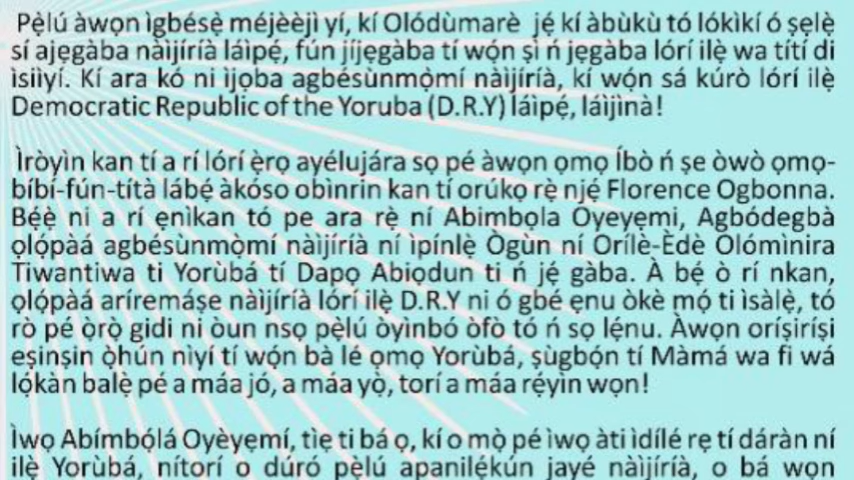 Pẹ̀lú àwọn ìgbésẹ̀ méjèèjì yí, kí Olódùmarè jẹ́ kí àbùkù tó lókìkí ó ṣẹlẹ̀
sí ajẹgàba nàìjíríà láìpẹ́, fún jíjẹgàba tí wọ́n ṣì ń jẹgàba lórí ilẹ̀ wa títí di
ìsiìyí. Kí ara kó ni ìjọba agbésùnmọ̀mí nàìjíríà, kí wọ́n sá kúrò lórí ilẹ̀
Democratic Republic of the Yoruba (D.R.Y) láìpẹ́, láìjìnà!
Ìròyìn kan tí a rí lórí ẹ̀rọ ayélujára sọ pé àwọn ọmọ Íbò ń ṣe òwò ọmọ-
bíbí-fún-títà lábẹ́ àkóso obìnrin kan tí orúkọ rẹ̀ njẹ́ Florence Ogbonna.
Bẹ́ẹ̀ ni a rí ẹnìkan tó pe ara rẹ̀ ní Abimbọla Oyeyẹmi, Agbódegbà
ọlọ́pàá agbésùnmọ̀mí nàìjíríà ní ìpínlẹ̀ Ògùn ní Orílẹ̀-Èdè Olómìnira
Tiwantiwa ti Yorùbá tí Dapọ Abiọdun ti ń jẹ́ gàba. À bẹ́ ò rí nkan,
ọlọ́pàá aríremáṣe nàìjíríà lórí ilẹ̀ D.R.Y ni ó gbé ẹnu òkè mọ́ ti ìsàlẹ̀, tó
rò pé ọ̀rọ̀ gidi ni òun nsọ pẹ̀lú òyìnbó òfò tó ń sọ lẹ́nu. Àwọn oríṣiríṣi
eṣinṣin ọ̀hún nìyí tí wọ́n bà lé ọmọ Yorùbá, ṣùgbọ́n tí Màmá wa fi wá
lọ́kàn balẹ̀ pé a máa jó, a máa yọ̀, torí a máa rẹ́yìn wọn!
Ìwọ Abímbọ́lá Oyèyẹmí, tìẹ ti bá ọ, kí o mọ̀ pé ìwọ àti ìdílé rẹ tí dáràn ní
ilẹ̀ Yorùbá, nítorí o dúró pẹ̀lú apanilẹ́kún jayé nàìjíríà, o bá wọn